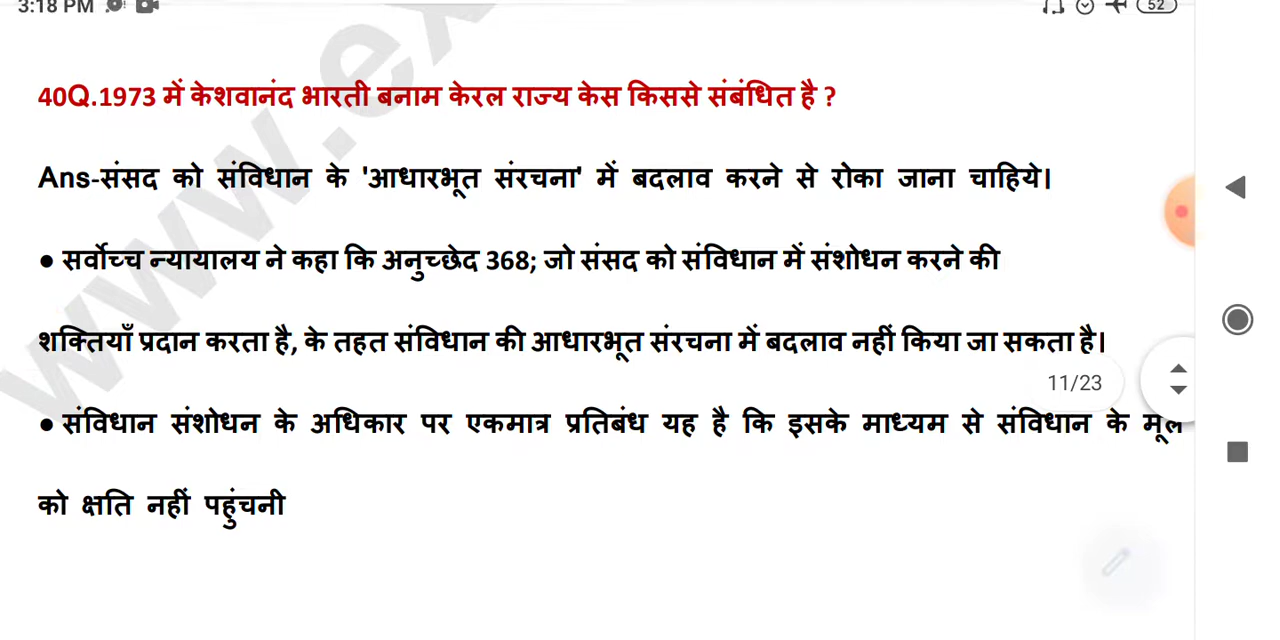 3:18 PM
52
40Q.1973 में केशवानंद भारती बनाम केरल राज्य केस किससे संबंधित है ?
Ans-संसद को संविधान के 'आधारभूत संरचना' में बदलाव करने से रोका जाना चाहिये।
● सर्वोच्च न्यायालय ने कहा कि अनुच्छेद 368; जो संसद को संविधान में संशोधन करने की
शक्तियाँ प्रदान करता है, के तहत संविधान की आधारभूत संरचना में बदलाव नहीं किया जा सकता है।
11/23
● संविधान संशोधन के अधिकार पर एकमात्र प्रतिबंध यह है कि इसके माध्यम से संविधान के मूल
को क्षति नहीं पहुंचनी
www.ex